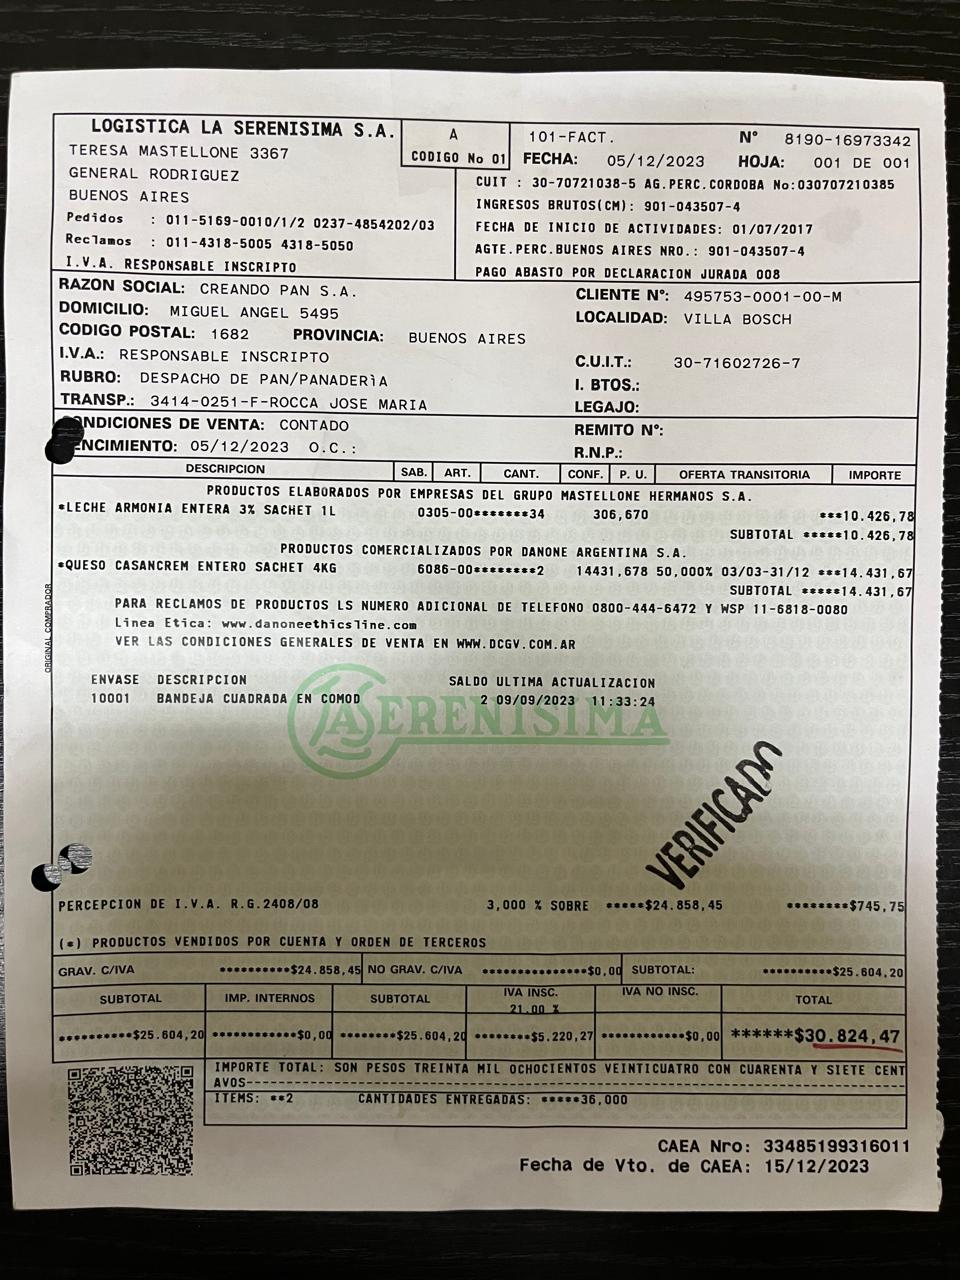 LOGISTICA LA SERENISIMA S.A.
TERESA MASTELLONE 3367
GENERAL RODRIGUEZ
BUENOS AIRES
Pedidos : 011-5169-0010/1/2 0237-4854202/03
Reclamos : 011-4318-5005 4318-5050
I.V.A. RESPONSABLE INSCRIPTO
A
CODIGO No 01
101-FACT. N° 8190-16973342
FECHA: 05/12/2023 HOJA: 001 DE 001
CUIT : 30-70721038-5 AG.PERC.CORDOBA No:030707210385
INGRESOS BRUTOS(CM): 901-043507-4
FECHA DE INICIO DE ACTIVIDADES: 01/07/2017
AGTE.PERC.BUENOS AIRES NRO.: 901-043507-4
PAGO ABASTO POR DECLARACION JURADA 008
RAZON SOCIAL: CREANDO PAN S.A.
DOMICILIO: MIGUEL ANGEL 5495
CODIGO POSTAL: 1682 PROVINCIA: BUENOS AIRES
I.V.A.: RESPONSABLE INSCRIPTO
RUBRO: DESPACHO DE PAN/PANADERìA
TRANSP.: 3414-0251-F-ROCCA JOSE MARIA
CLIENTE N°: 495753-0001-00-M
LOCALIDAD: VILLA BOSCH
C.U.I.T.: 30-71602726-7
I. BTOS.:
LEGAJO:
ONDICIONES DE VENTA: CONTADO
ENCIMIENTO: 05/12/2023 O.C.:
REMITO N°:
R.N.P.:
DESCRIPCION SAB. ART. CANT. CONF. P. U. OFERTA TRANSITORIA IMPORTE
PRODUCTOS ELABORADOS POR EMPRESAS DEL GRUPO MASTELLONE HERMANOS S.A.
*LECHE ARMONIA ENTERA 3% SACHET 1L 0305-00*******34 306,670 ***10.426,78
SUBTOTAL *****10.426,78
PRODUCTOS COMERCIALIZADOS POR DANONE ARGENTINA S.A.
*QUESO CASANCREM ENTERO SACHET 4KG 6086-00********2 14431,678 50,000% 03/03-31/12 ***14.431,67
SUBTOTAL *****14.431,67
PARA RECLAMOS DE PRODUCTOS LS NUMERO ADICIONAL DE TELEFONO 0800-444-6472 Y WSP 11-6818-0080
Linea Etica: www.danoneethicsline.com
VER LAS CONDICIONES GENERALES DE VENTA EN WWW.DCGV.COM.AR
ORIGINAL COMPRADOR
ENVASE DESCRIPCION SALDO ULTIMA ACTUALIZACION
10001 BANDEJA CUADRADA EN COMOD 2 09/09/2023 11:33:24
LASERENISIMA
VERIFICADO
PERCEPCION DE I.V.A. R.G.2408/08 3,000 % SOBRE *****$24.858,45 ********$745,75
(*) PRODUCTOS VENDIDOS POR CUENTA Y ORDEN DE TERCEROS
GRAV. C/IVA **********$24.858,45 NO GRAV. C/IVA ***************$0,00 SUBTOTAL: **********$25.604,20
SUBTOTAL IMP. INTERNOS SUBTOTAL IVA INSC. IVA NO INSC. TOTAL
21.00 %
**********$25.604,20 ************$0,00 **********$25.604,20 *********$5.220,27 ************$0,00 ******$30.824,47
IMPORTE TOTAL: SON PESOS TREINTA MIL OCHOCIENTOS VEINTICUATRO CON CUARENTA Y SIETE CENT
AVOS----------------------------------------
ITEMS: **2 CANTIDADES ENTREGADAS: *****36,000
CAEA Nro: 33485199316011
Fecha de Vto. de CAEA: 15/12/2023